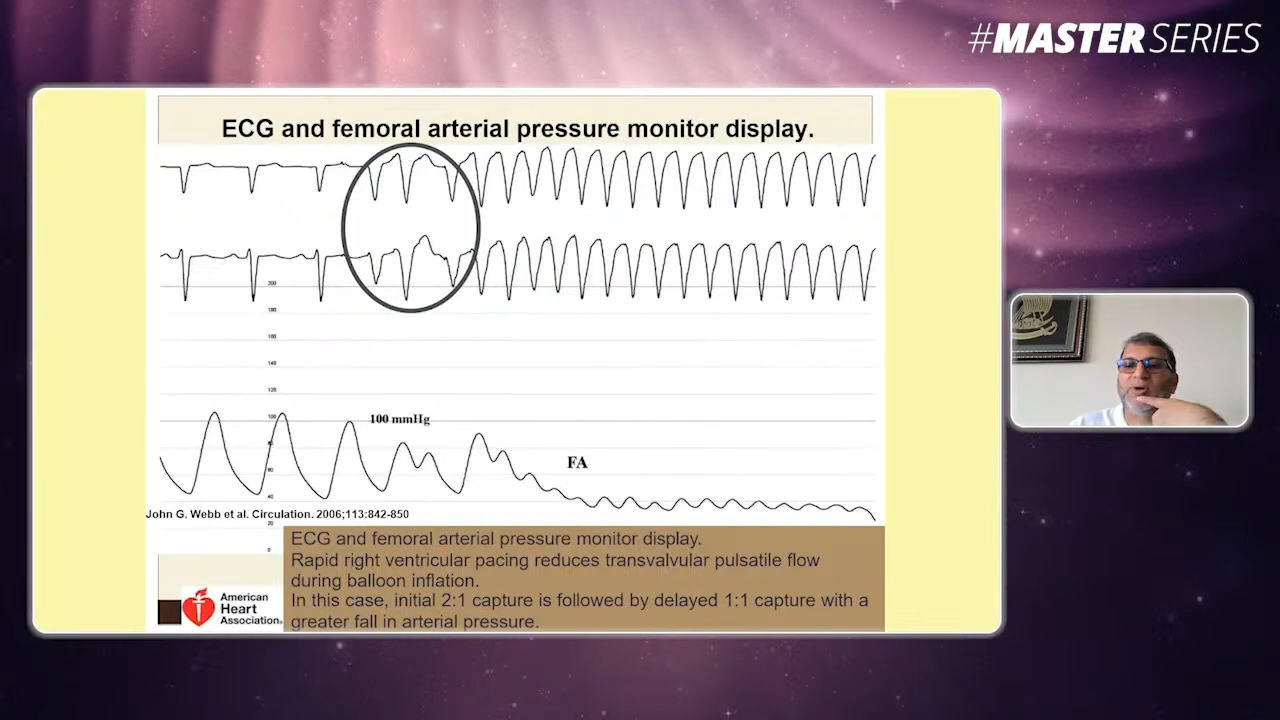 #MASTERSERIES
ECG and femoral arterial pressure monitor display.
200
180
160
140
120
100
100 mmHg
80
FA
60
40
John G. Webb et al. Circulation. 2006;113:842-850
20
0
ECG and femoral arterial pressure monitor display.
Rapid right ventricular pacing reduces transvalvular pulsatile flow
during balloon inflation.
In this case, initial 2:1 capture is followed by delayed 1:1 capture with a
greater fall in arterial pressure.
American
Heart
Association®